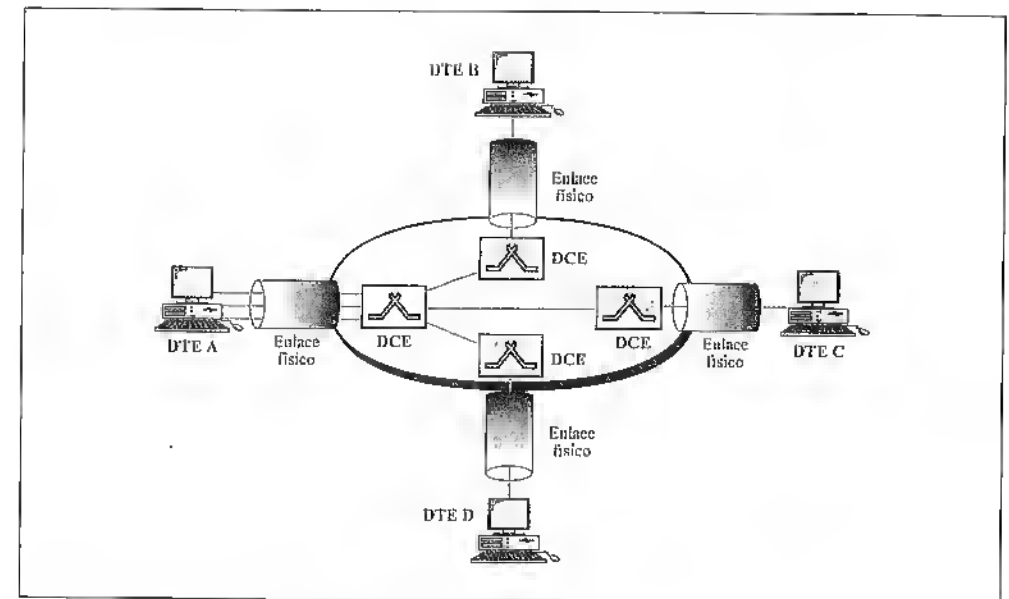 DTE B
Enlace
físico
DCE
DTE A
Enlace
físico
DCE
DCE
Enlace
físico
DTE C
DCE
Enlace
físico
DTE D